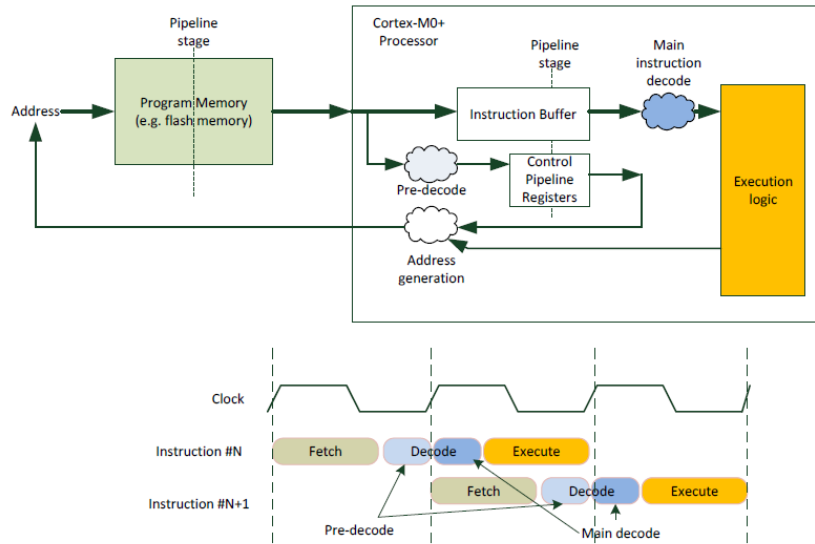 Pipeline
stage
Cortex-M0+
Processor
Pipeline
stage
Main
instruction
decode
Address
Program Memory
(e.g. flash memory)
Instruction Buffer
Pre-decode
Control
Pipeline
Registers
Execution
logic
Address
generation
Clock
Instruction #N
Fetch
Decode
Execute
Instruction #N+1
Fetch
Decode
Execute
Pre-decode
Main decode